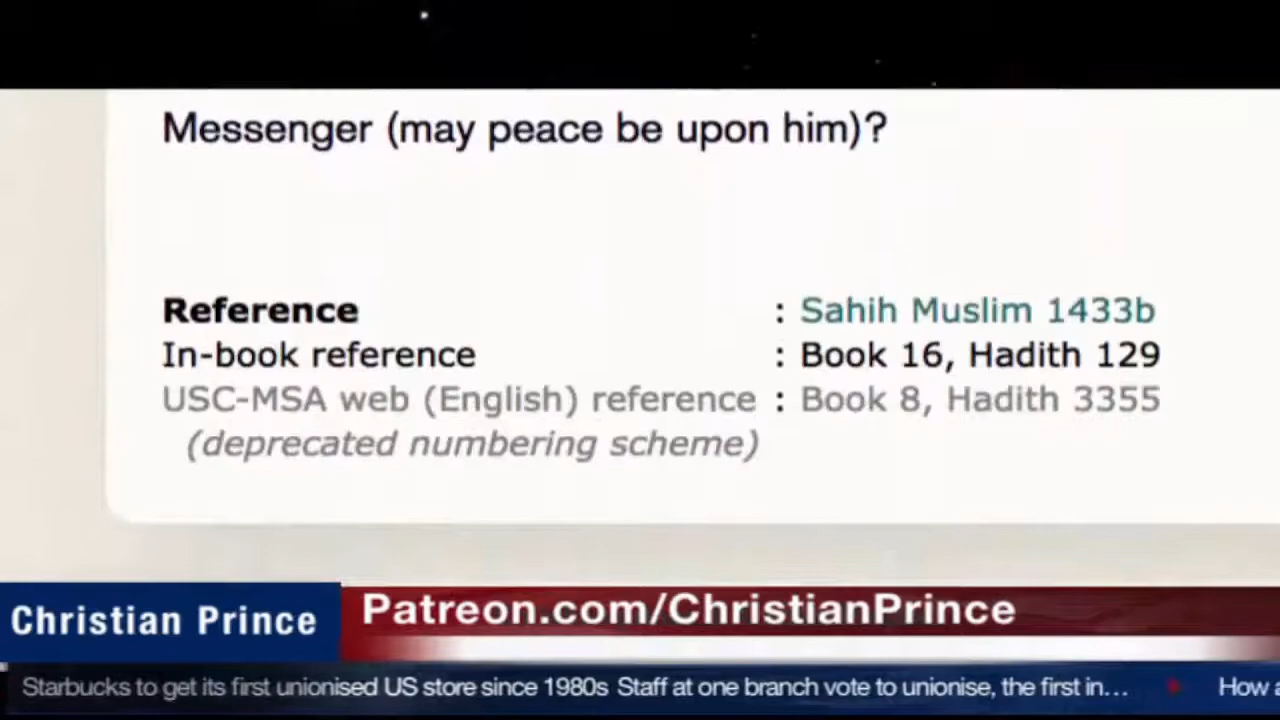 Messenger (may peace be upon him)?
Reference : Sahih Muslim 1433b
In-book reference : Book 16, Hadith 129
USC-MSA web (English) reference : Book 8, Hadith 3355
(deprecated numbering scheme)
Christian Prince
Patreon.com/ChristianPrince
Starbucks to get its first unionised US store since 1980s Staff at one branch vote to unionise, the first in... How a